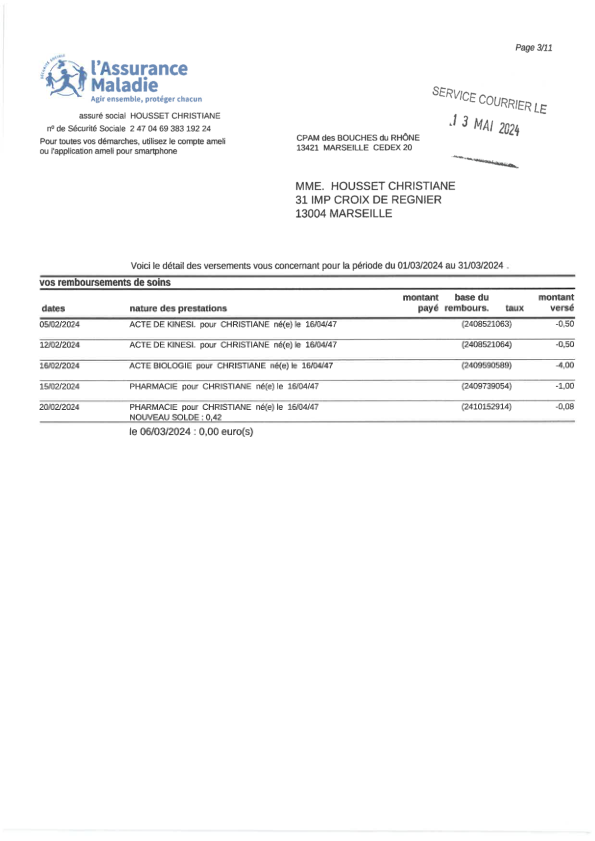 Page 3/11
SÉCURITÉ SOCIALE
l'Assurance
Maladie
Agir ensemble, protéger chacun
assuré social HOUSSET CHRISTIANE
nº de Sécurité Sociale 2 47 04 69 383 192 24
Pour toutes vos démarches, utilisez le compte ameli
ou l'application ameli pour smartphone
SERVICE COURRIER LE
13 MAI 2024
CPAM des BOUCHES du RHÔNE
13421 MARSEILLE CEDEX 20
MME. HOUSSET CHRISTIANE
31 IMP CROIX DE REGNIER
13004 MARSEILLE
Voici le détail des versements vous concernant pour la période du 01/03/2024 au 31/03/2024 .
vos remboursements de soins
dates nature des prestations montant payé base du rembours. taux montant versé
05/02/2024 ACTE DE KINESI. pour CHRISTIANE né(e) le 16/04/47 (2408521063) -0,50
12/02/2024 ACTE DE KINESI. pour CHRISTIANE né(e) le 16/04/47 (2408521064) -0,50
16/02/2024 ACTE BIOLOGIE pour CHRISTIANE né(e) le 16/04/47 (2409590589) -4,00
15/02/2024 PHARMACIE pour CHRISTIANE né(e) le 16/04/47 (2409739054) -1,00
20/02/2024 PHARMACIE pour CHRISTIANE né(e) le 16/04/47 (2410152914) -0,08
NOUVEAU SOLDE : 0,42
le 06/03/2024 : 0,00 euro(s)